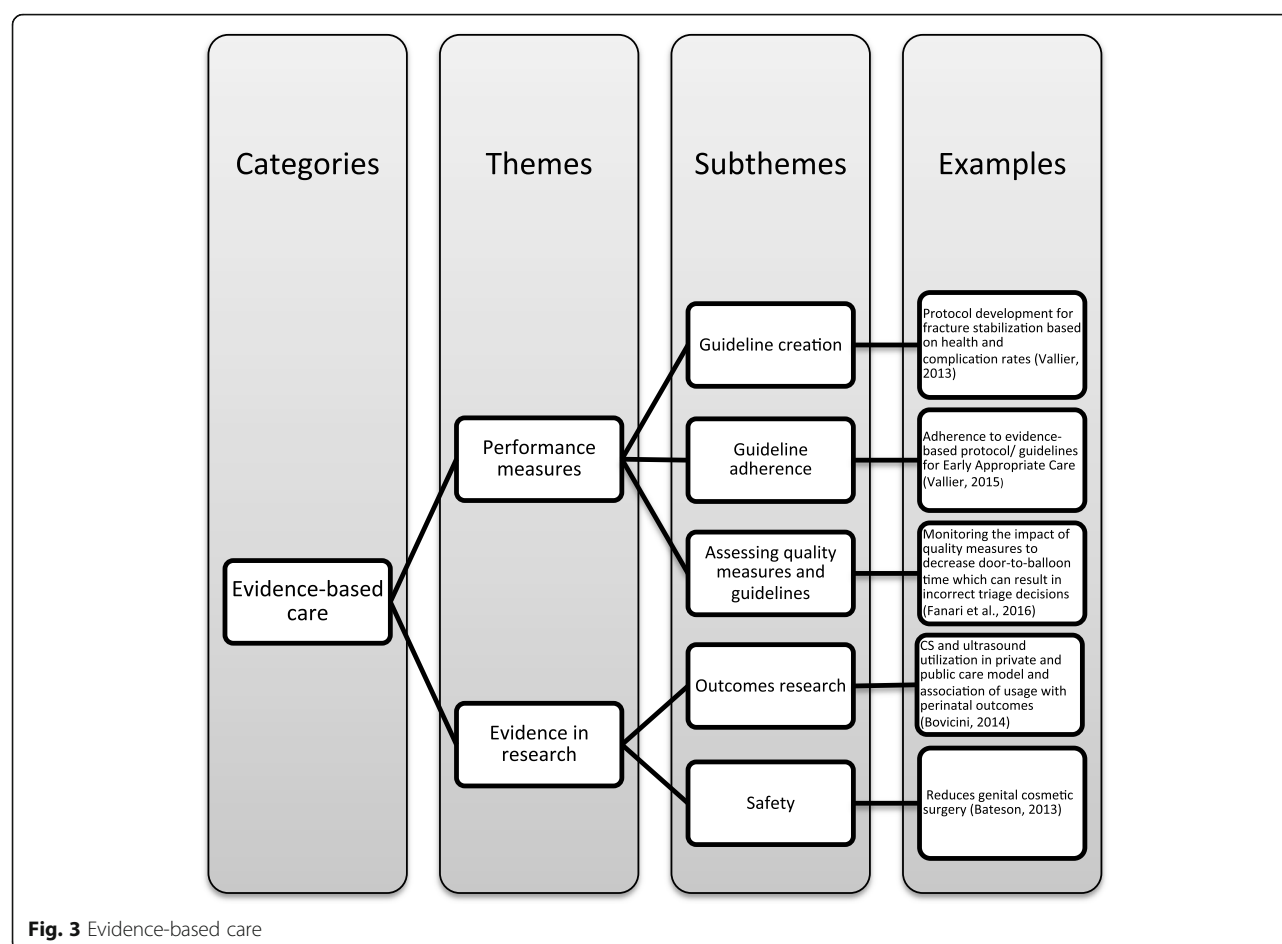 Categories
Themes
Subthemes
Examples
Evidence-based
care
Performance
measures
Evidence in
research
Guideline creation
Guideline
adherence
Assessing quality
measures and
guidelines
Outcomes research
Safety
Protocol development for
fracture stabilization based
on health and
complication rates (Vallier,
2013)
Adherence to evidence-
based protocol/ guidelines
for Early Appropriate Care
(Vallier, 2015)
Monitoring the impact of
quality measures to
decrease door-to-balloon
time which can result in
incorrect triage decisions
(Fanari et al., 2016)
CS and ultrasound
utilization in private and
public care model and
association of usage with
perinatal outcomes
(Bovicini, 2014)
Reduces genital cosmetic
surgery (Bateson, 2013)
Fig. 3 Evidence-based care